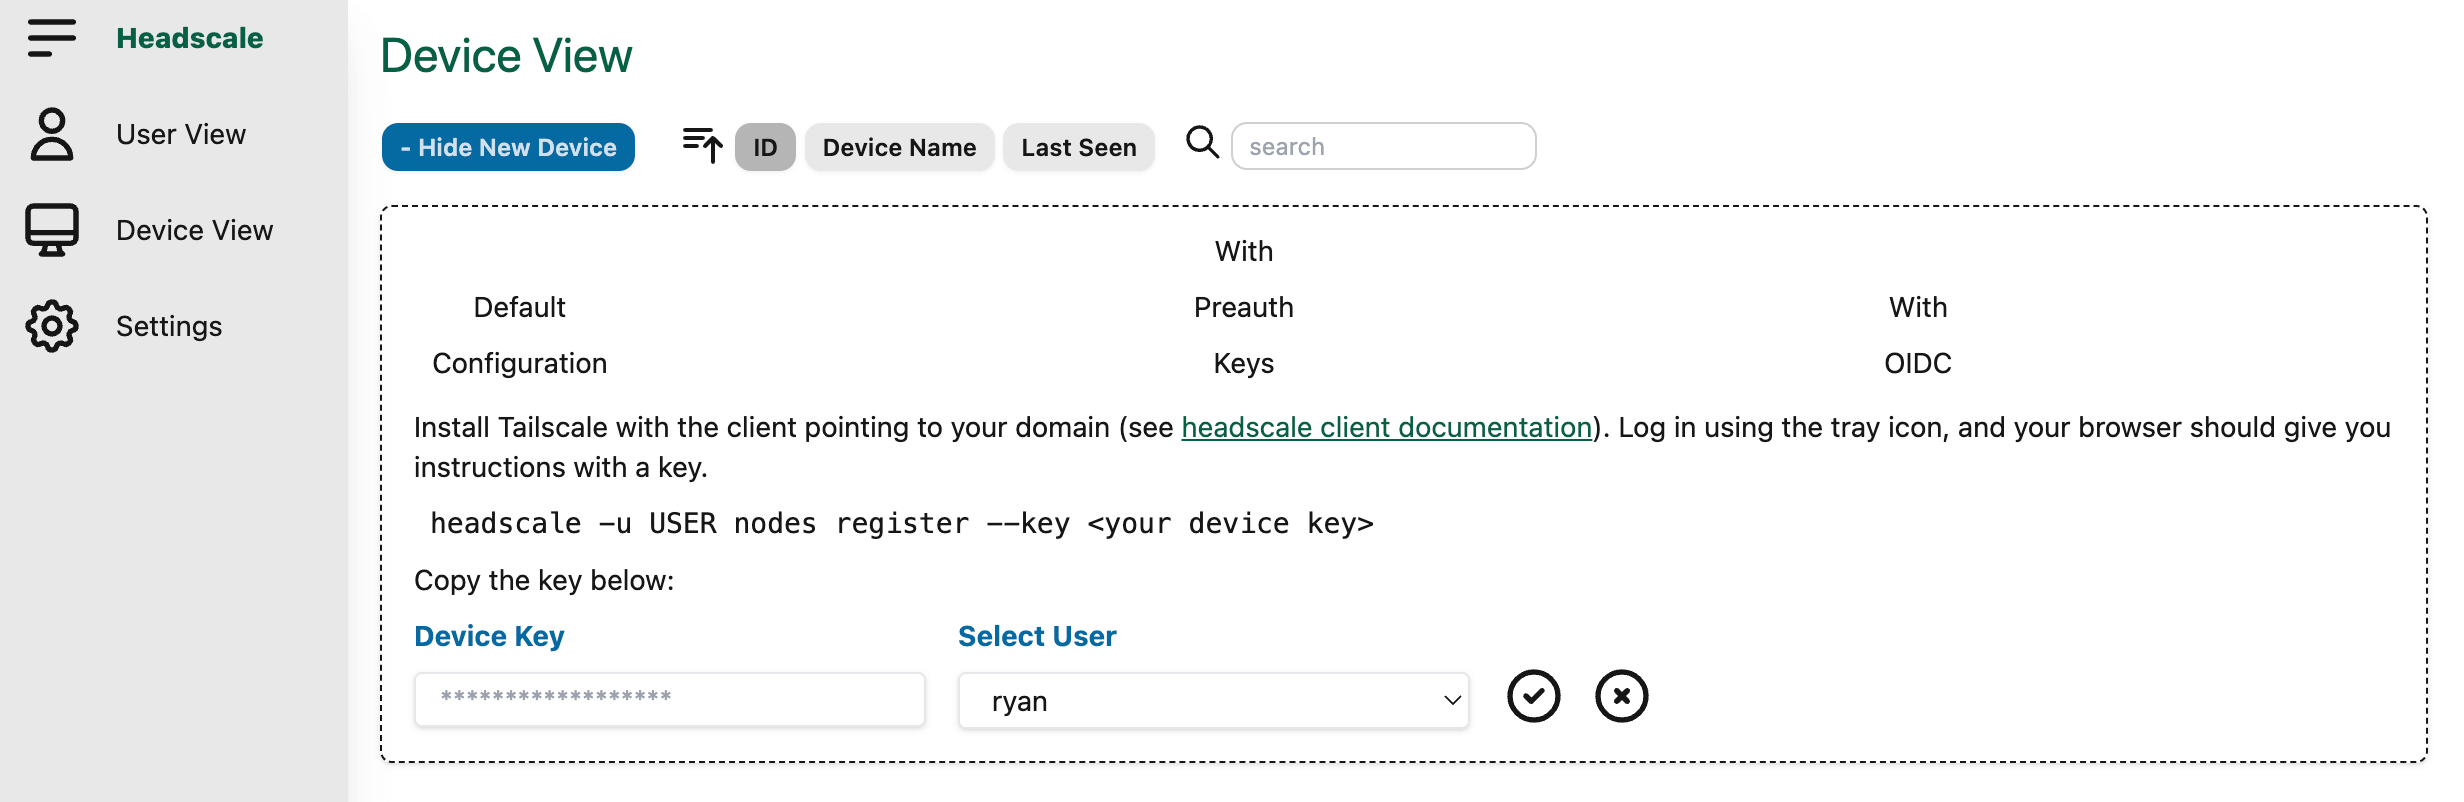 Headscale
User View
Device View
Settings
Device View
- Hide New Device
ID
Device Name
Last Seen
search
Default
Configuration
With
Preauth
Keys
With
OIDC
Install Tailscale with the client pointing to your domain (see headscale client documentation). Log in using the tray icon, and your browser should give you
instructions with a key.
headscale -u USER nodes register --key <your device key>
Copy the key below:
Device Key
Select User
******************
ryan